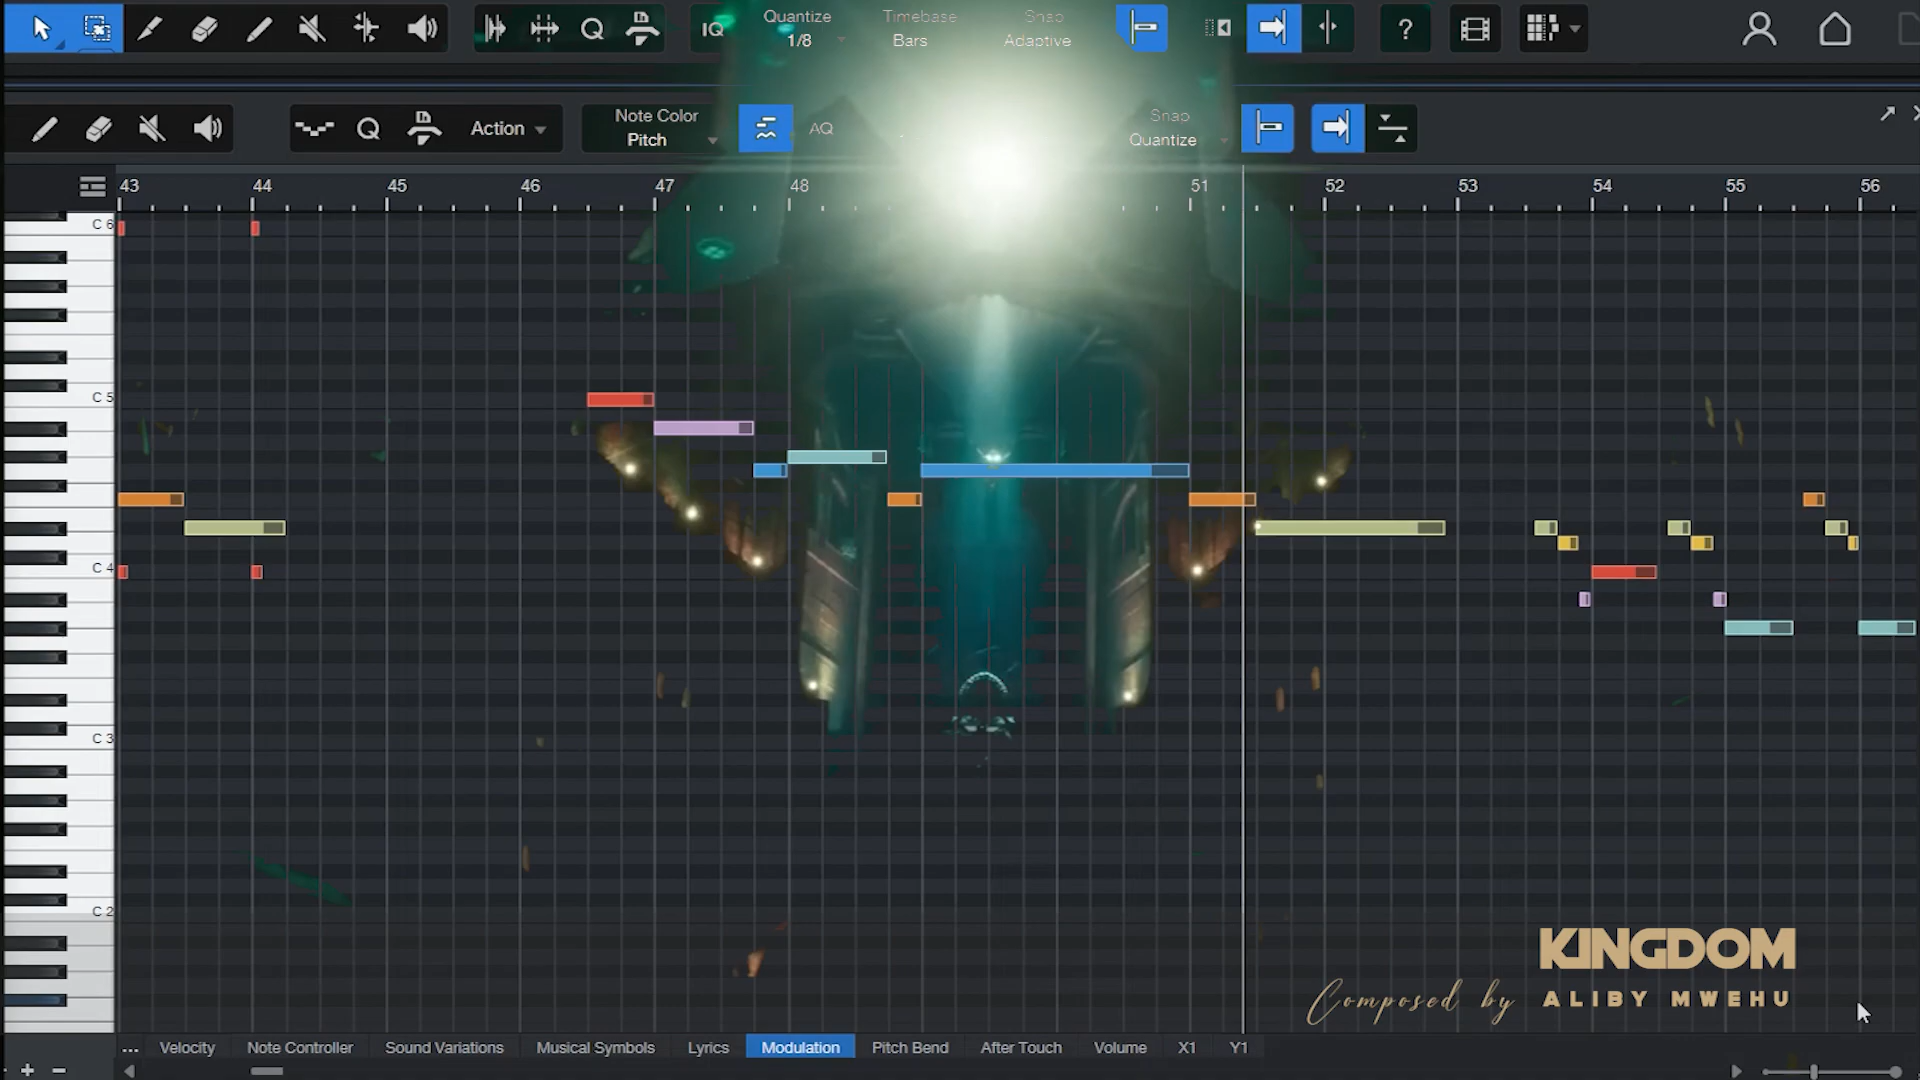 IQ
Quantize
1/8
Timebase
Bars
Snap
Adaptive
?
Q
Q
Action
Note Color
Pitch
AQ
Snap
Quantize
43 44 45 46 47 48 51 52 53 54 55 56
C 6
C 5
C 4
C 3
C 2
KINGDOM
Composed by ALIBY MWEHU
... Velocity Note Controller Sound Variations Musical Symbols Lyrics Modulation Pitch Bend After Touch Volume X1 Y1
+ −